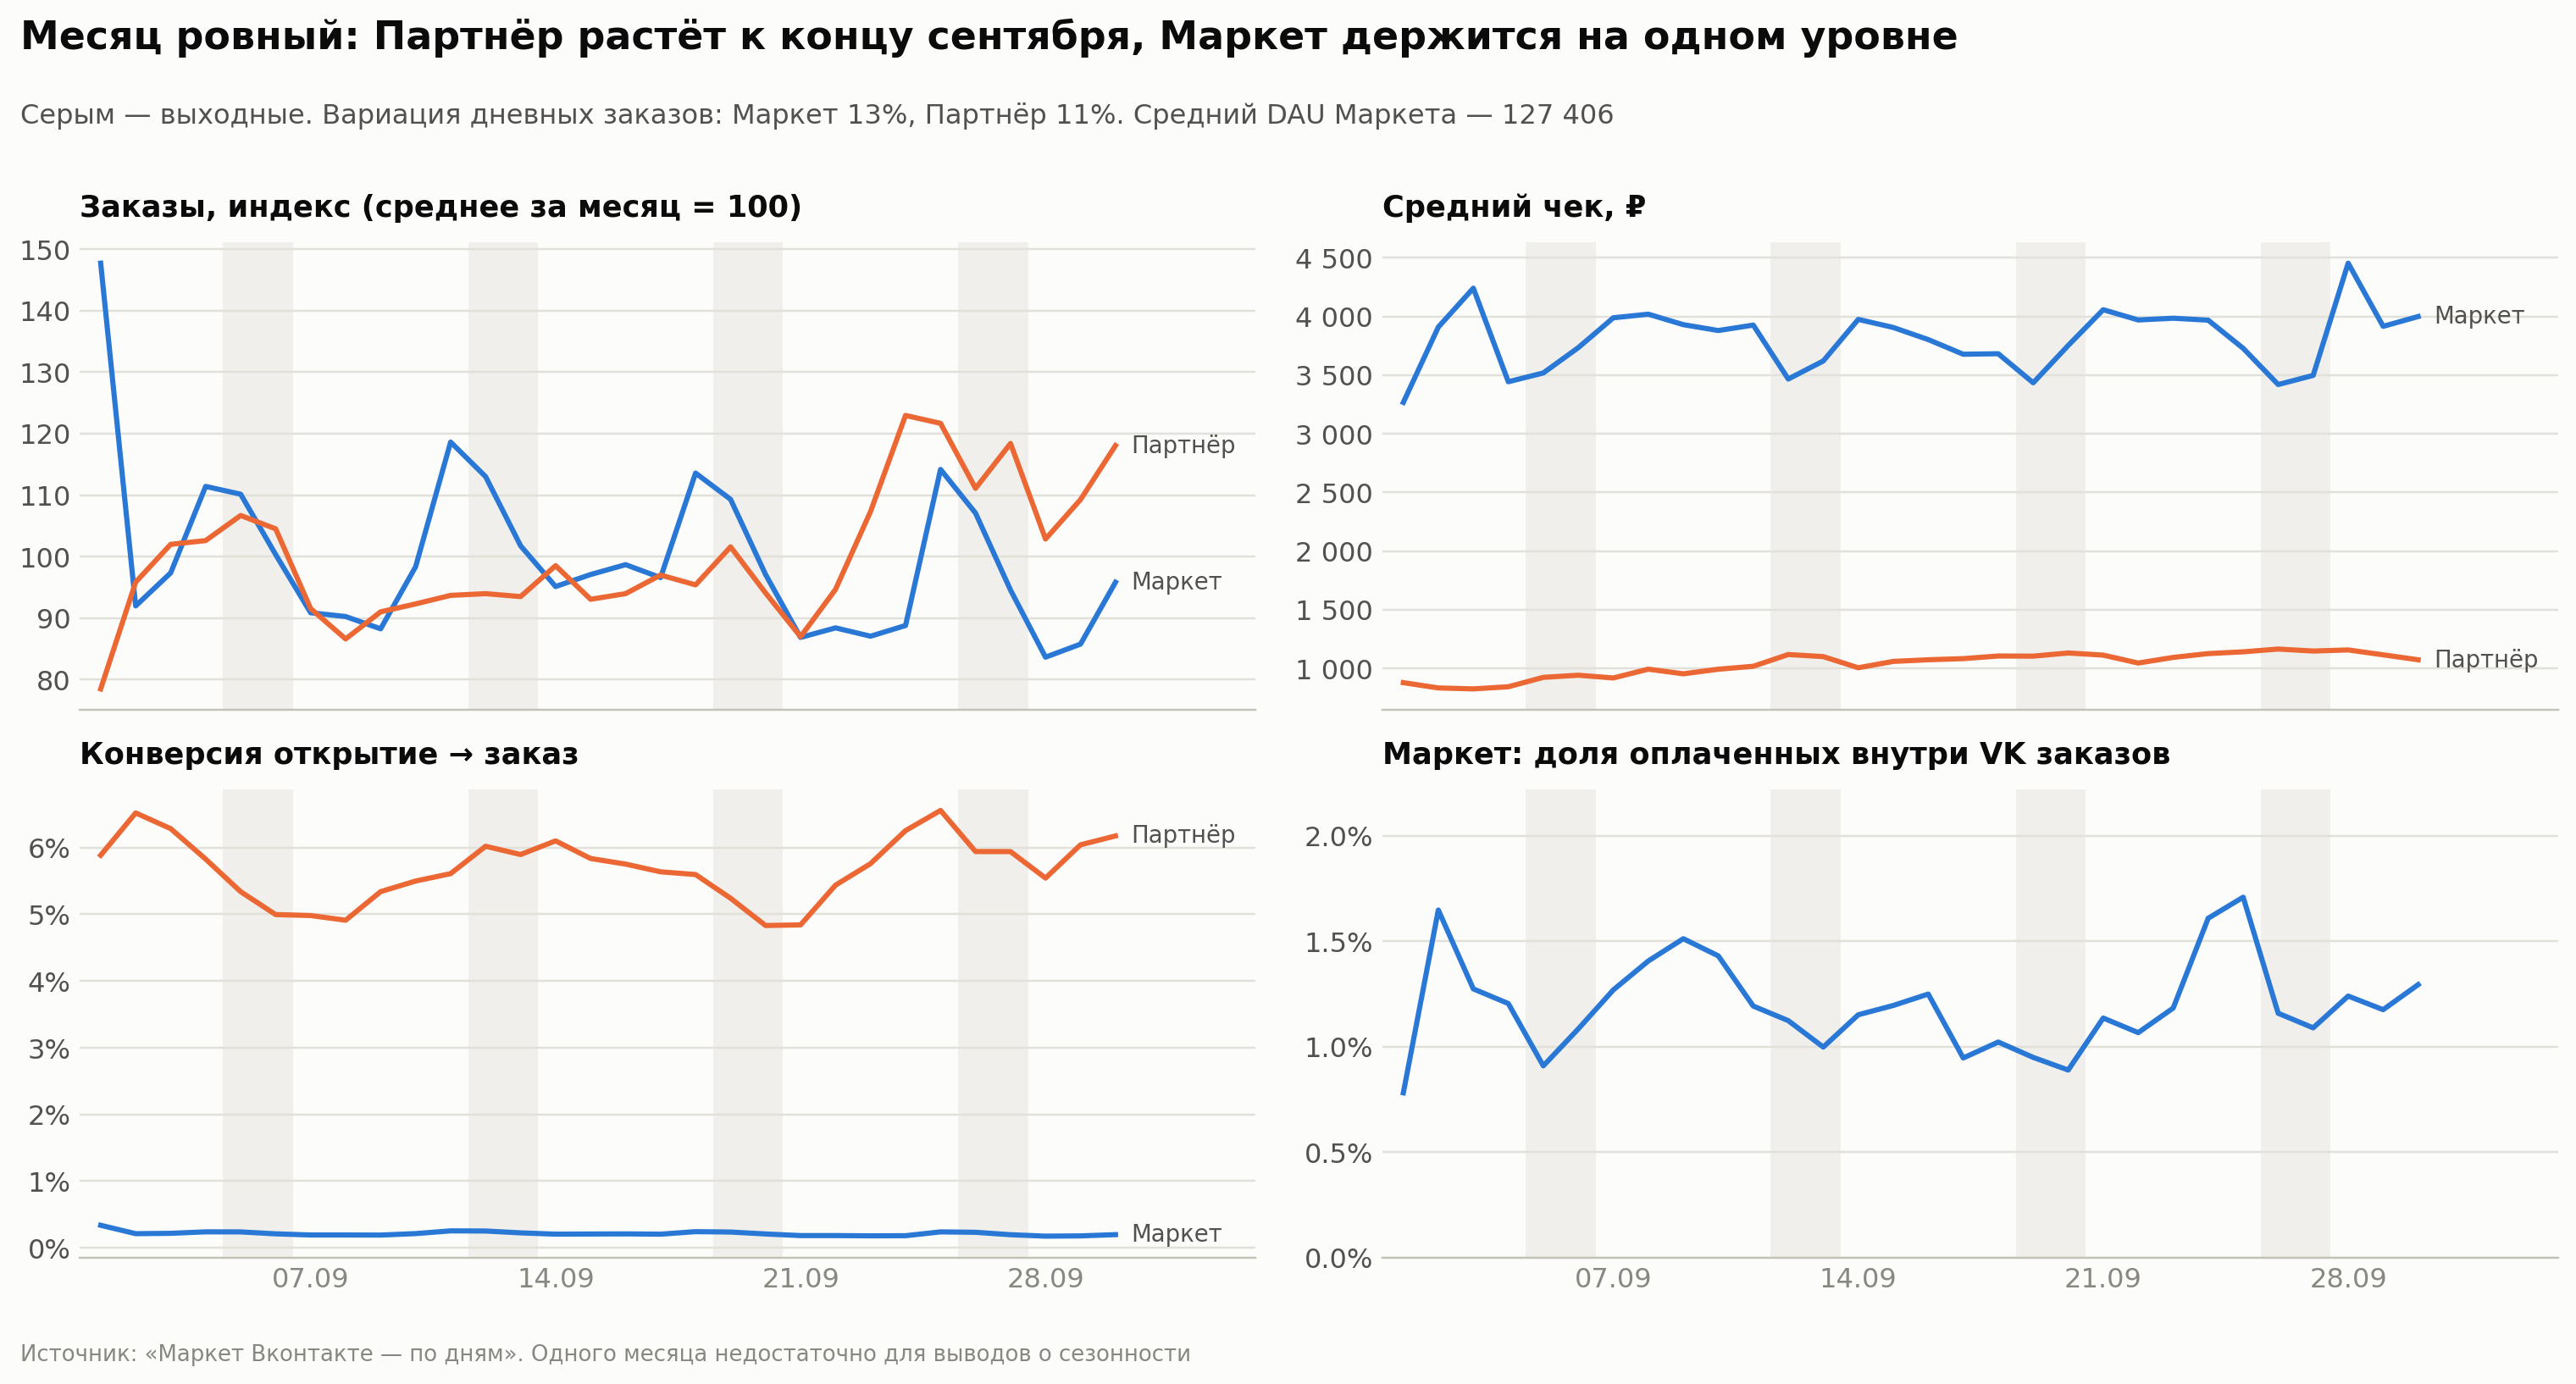 Месяц ровный: Партнёр растёт к концу сентября, Маркет держится на одном уровне
Серым — выходные. Вариация дневных заказов: Маркет 13%, Партнёр 11%. Средний DAU Маркета — 127 406
Заказы, индекс (среднее за месяц = 100)
150
140
130
120
110
100
90
80
Партнёр
Маркет
Средний чек, ₽
4 500
4 000
3 500
3 000
2 500
2 000
1 500
1 000
Маркет
Партнёр
Конверсия открытие → заказ
6%
5%
4%
3%
2%
1%
0%
Партнёр
Маркет
07.09
14.09
21.09
28.09
Маркет: доля оплаченных внутри VK заказов
2.0%
1.5%
1.0%
0.5%
0.0%
07.09
14.09
21.09
28.09
Источник: «Маркет Вконтакте — по дням». Одного месяца недостаточно для выводов о сезонности